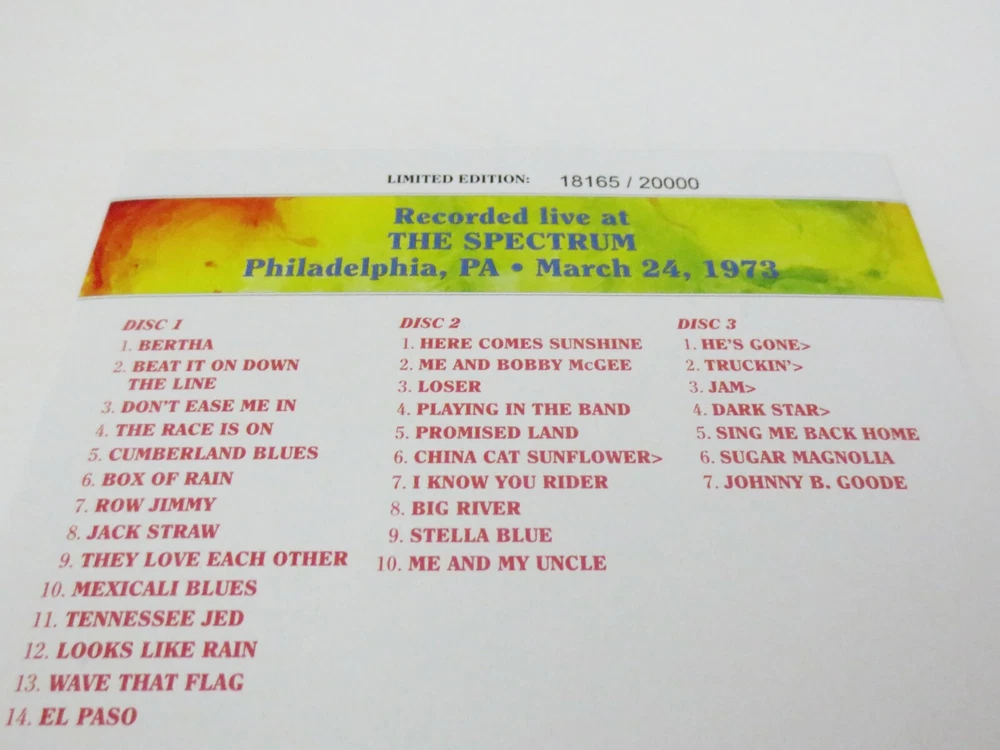 LIMITED EDITION: 18165 / 20000
Recorded live at
THE SPECTRUM
Philadelphia, PA • March 24, 1973
DISC 1
1. BERTHA
2. BEAT IT ON DOWN
THE LINE
3. DON'T EASE ME IN
4. THE RACE IS ON
5. CUMBERLAND BLUES
6. BOX OF RAIN
7. ROW JIMMY
8. JACK STRAW
9. THEY LOVE EACH OTHER
10. MEXICALI BLUES
11. TENNESSEE JED
12. LOOKS LIKE RAIN
13. WAVE THAT FLAG
14. EL PASO
DISC 2
1. HERE COMES SUNSHINE
2. ME AND BOBBY McGEE
3. LOSER
4. PLAYING IN THE BAND
5. PROMISED LAND
6. CHINA CAT SUNFLOWER>
7. I KNOW YOU RIDER
8. BIG RIVER
9. STELLA BLUE
10. ME AND MY UNCLE
DISC 3
1. HE'S GONE>
2. TRUCKIN'>
3. JAM>
4. DARK STAR>
5. SING ME BACK HOME
6. SUGAR MAGNOLIA
7. JOHNNY B. GOODE